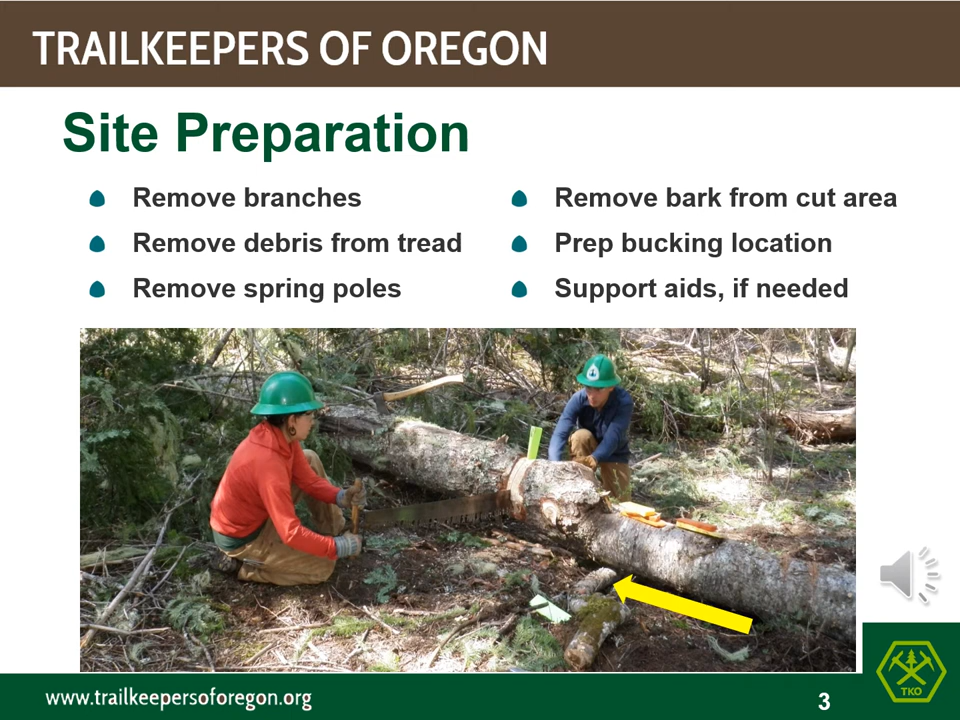 TRAILKEEPERS OF OREGON
Site Preparation
Remove branches
Remove debris from tread
Remove spring poles
Remove bark from cut area
Prep bucking location
Support aids, if needed
www.trailkeepersoforegon.org
3
TKO